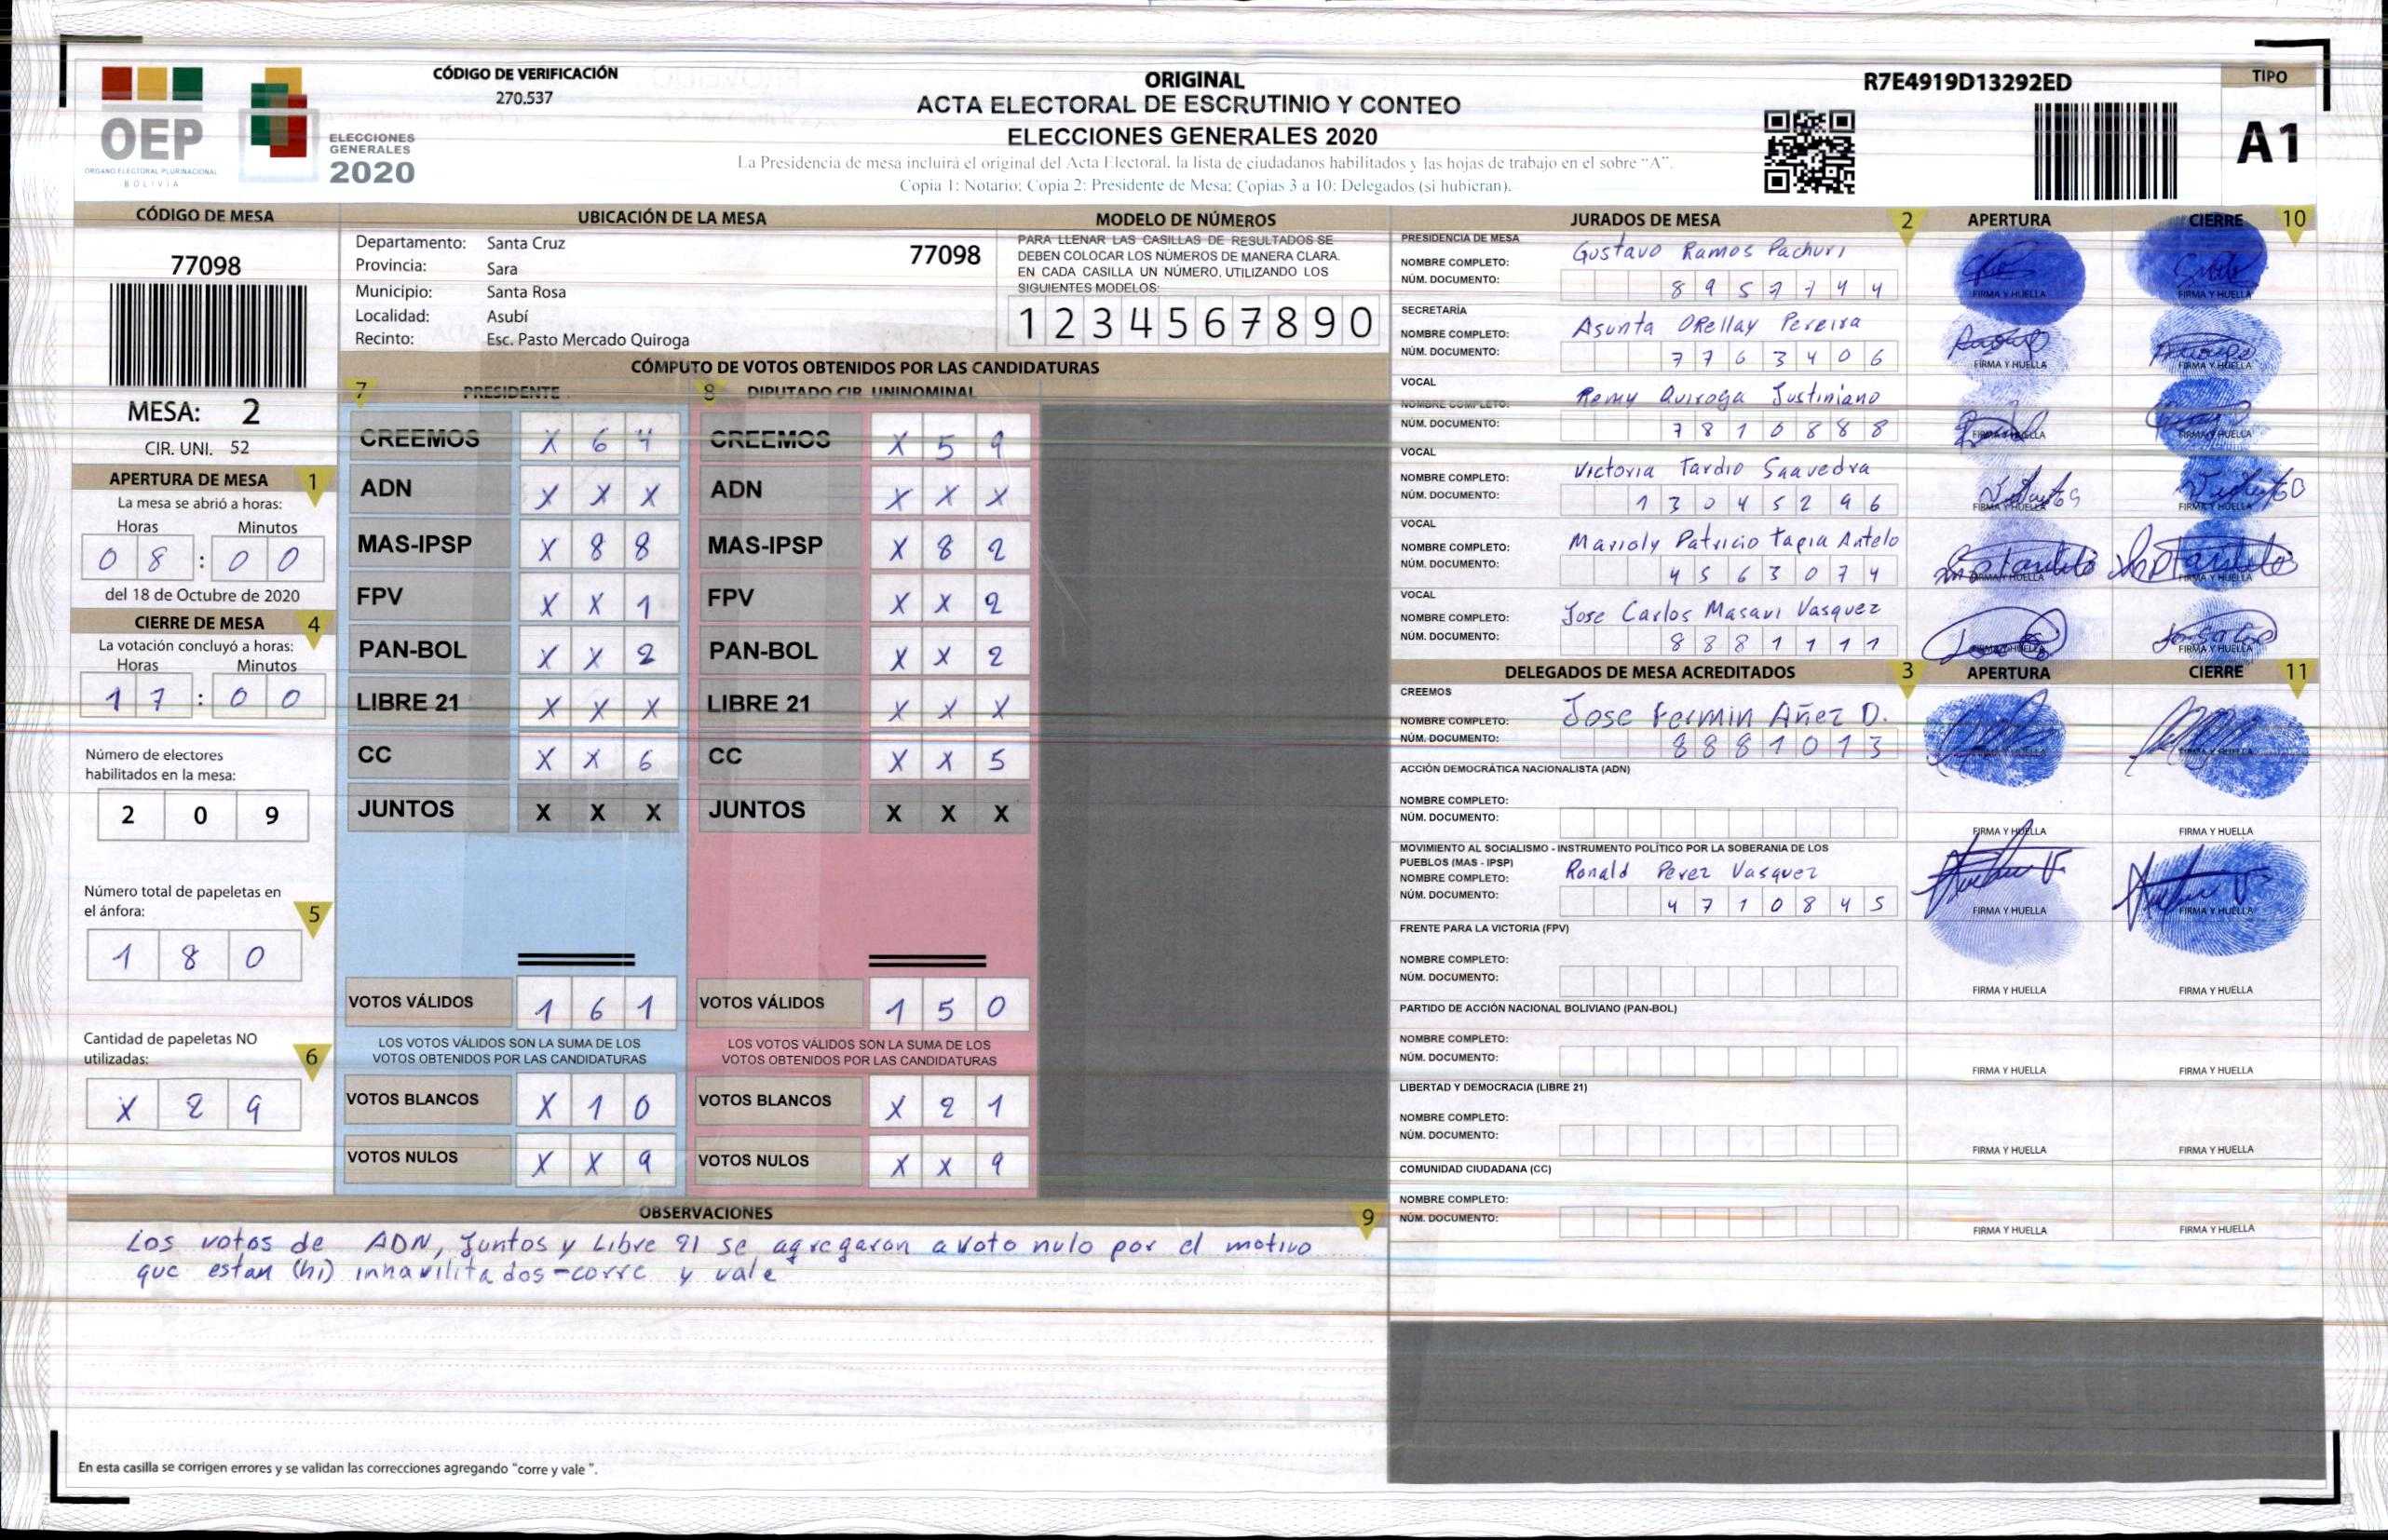 CÓDIGO DE VERIFICACIÓN
270.537
OEP
ÓRGANO ELECTORAL PLURINACIONAL
BOLIVIA
ELECCIONES
GENERALES
2020
ORIGINAL
ACTA ELECTORAL DE ESCRUTINIO Y CONTEO
ELECCIONES GENERALES 2020
La Presidencia de mesa incluirá el original del Acta Electoral, la lista de ciudadanos habilitados y las hojas de trabajo en el sobre “A”.
Copia 1: Notario; Copia 2: Presidente de Mesa; Copias 3 a 10: Delegados (si hubieran).
R7E4919D13292ED
TIPO
A1
CÓDIGO DE MESA
77098
MESA: 2
CIR. UNI. 52
APERTURA DE MESA 1
La mesa se abrió a horas:
Horas Minutos
0 8 : 0 0
del 18 de Octubre de 2020
CIERRE DE MESA 4
La votación concluyó a horas:
Horas Minutos
1 7 : 0 0
Número de electores
habilitados en la mesa:
2 0 9
Número total de papeletas en
el ánfora: 5
1 8 0
Cantidad de papeletas NO
utilizadas: 6
X 2 9
UBICACIÓN DE LA MESA
Departamento: Santa Cruz 77098
Provincia: Sara
Municipio: Santa Rosa
Localidad: Asubí
Recinto: Esc. Pasto Mercado Quiroga
MODELO DE NÚMEROS
PARA LLENAR LAS CASILLAS DE RESULTADOS SE
DEBEN COLOCAR LOS NÚMEROS DE MANERA CLARA.
EN CADA CASILLA UN NÚMERO, UTILIZANDO LOS
SIGUIENTES MODELOS:
1 2 3 4 5 6 7 8 9 0
CÓMPUTO DE VOTOS OBTENIDOS POR LAS CANDIDATURAS
7 PRESIDENTE 8 DIPUTADO CIR. UNINOMINAL
CREEMOS X 6 4 CREEMOS X 5 9
ADN X X X ADN X X X
MAS-IPSP X 8 8 MAS-IPSP X 8 2
FPV X X 1 FPV X X 2
PAN-BOL X X 2 PAN-BOL X X 2
LIBRE 21 X X X LIBRE 21 X X X
CC X X 6 CC X X 5
JUNTOS X X X JUNTOS X X X
VOTOS VÁLIDOS 1 6 1 VOTOS VÁLIDOS 1 5 0
LOS VOTOS VÁLIDOS SON LA SUMA DE LOS LOS VOTOS VÁLIDOS SON LA SUMA DE LOS
VOTOS OBTENIDOS POR LAS CANDIDATURAS VOTOS OBTENIDOS POR LAS CANDIDATURAS
VOTOS BLANCOS X 1 0 VOTOS BLANCOS X 2 1
VOTOS NULOS X X 9 VOTOS NULOS X X 9
OBSERVACIONES 9
Los votos de ADN, Juntos y Libre 21 se agregaron a voto nulo por el motivo
que estan (hi) inhavilitados-corre y vale
En esta casilla se corrigen errores y se validan las correcciones agregando "corre y vale ".
JURADOS DE MESA 2 APERTURA CIERRE 10
PRESIDENCIA DE MESA
NOMBRE COMPLETO: Gustavo Ramos Pachuri
NÚM. DOCUMENTO: 8 9 5 7 7 4 4
FIRMA Y HUELLA FIRMA Y HUELLA
SECRETARÍA
NOMBRE COMPLETO: Asunta ORellay Pereira
NÚM. DOCUMENTO: 7 7 6 3 4 0 6
FIRMA Y HUELLA FIRMA Y HUELLA
VOCAL
NOMBRE COMPLETO: Remy Quiroga Justiniano
NÚM. DOCUMENTO: 7 8 1 0 8 8 8
FIRMA Y HUELLA FIRMA Y HUELLA
VOCAL
NOMBRE COMPLETO: Victoria Tardio Saavedra
NÚM. DOCUMENTO: 1 3 0 4 5 2 9 6
FIRMA Y HUELLA FIRMA Y HUELLA
VOCAL
NOMBRE COMPLETO: Marioly Patricio Tapia Antelo
NÚM. DOCUMENTO: 4 5 6 3 0 7 4
FIRMA Y HUELLA FIRMA Y HUELLA
VOCAL
NOMBRE COMPLETO: Jose Carlos Masavi Vasquez
NÚM. DOCUMENTO: 8 8 8 1 1 1 1
FIRMA Y HUELLA FIRMA Y HUELLA
DELEGADOS DE MESA ACREDITADOS 3 APERTURA CIERRE 11
CREEMOS
NOMBRE COMPLETO: Jose Fermin Añez D.
NÚM. DOCUMENTO: 8 8 8 1 0 1 3
FIRMA Y HUELLA FIRMA Y HUELLA
ACCIÓN DEMOCRÁTICA NACIONALISTA (ADN)
NOMBRE COMPLETO:
NÚM. DOCUMENTO:
FIRMA Y HUELLA FIRMA Y HUELLA
MOVIMIENTO AL SOCIALISMO - INSTRUMENTO POLÍTICO POR LA SOBERANIA DE LOS
PUEBLOS (MAS - IPSP)
NOMBRE COMPLETO: Ronald Perez Vasquez
NÚM. DOCUMENTO: 4 7 1 0 8 4 5
FIRMA Y HUELLA FIRMA Y HUELLA
FRENTE PARA LA VICTORIA (FPV)
NOMBRE COMPLETO:
NÚM. DOCUMENTO:
FIRMA Y HUELLA FIRMA Y HUELLA
PARTIDO DE ACCIÓN NACIONAL BOLIVIANO (PAN-BOL)
NOMBRE COMPLETO:
NÚM. DOCUMENTO:
FIRMA Y HUELLA FIRMA Y HUELLA
LIBERTAD Y DEMOCRACIA (LIBRE 21)
NOMBRE COMPLETO:
NÚM. DOCUMENTO:
FIRMA Y HUELLA FIRMA Y HUELLA
COMUNIDAD CIUDADANA (CC)
NOMBRE COMPLETO:
NÚM. DOCUMENTO:
FIRMA Y HUELLA FIRMA Y HUELLA